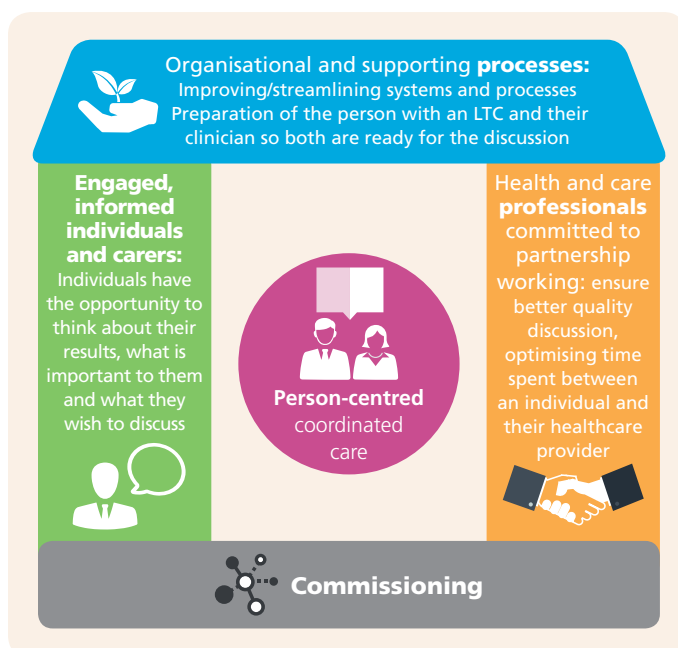 Organisational and supporting processes:
Improving/streamlining systems and processes
Preparation of the person with an LTC and their
clinician so both are ready for the discussion
Engaged,
informed
individuals
and carers:
Individuals have
the opportunity to
think about their
results, what is
important to them
and what they
wish to discuss
Person-centred
coordinated
care
Health and care
professionals
committed to
partnership
working: ensure
better quality
discussion,
optimising time
spent between
an individual and
their healthcare
provider
Commissioning